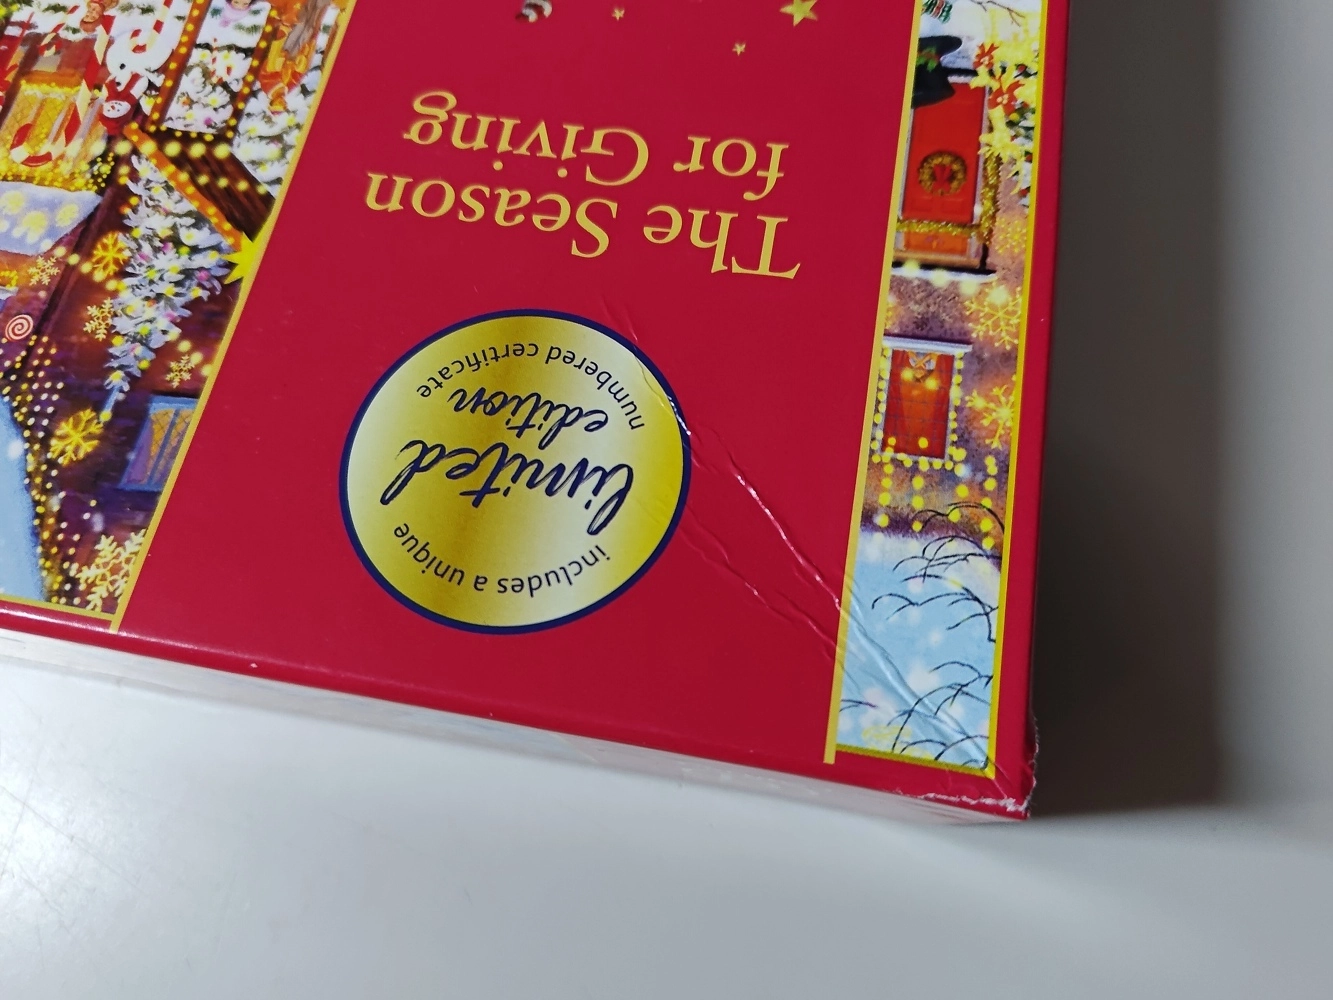 The Season
for Giving
includes a unique
limited
edition
numbered certificate